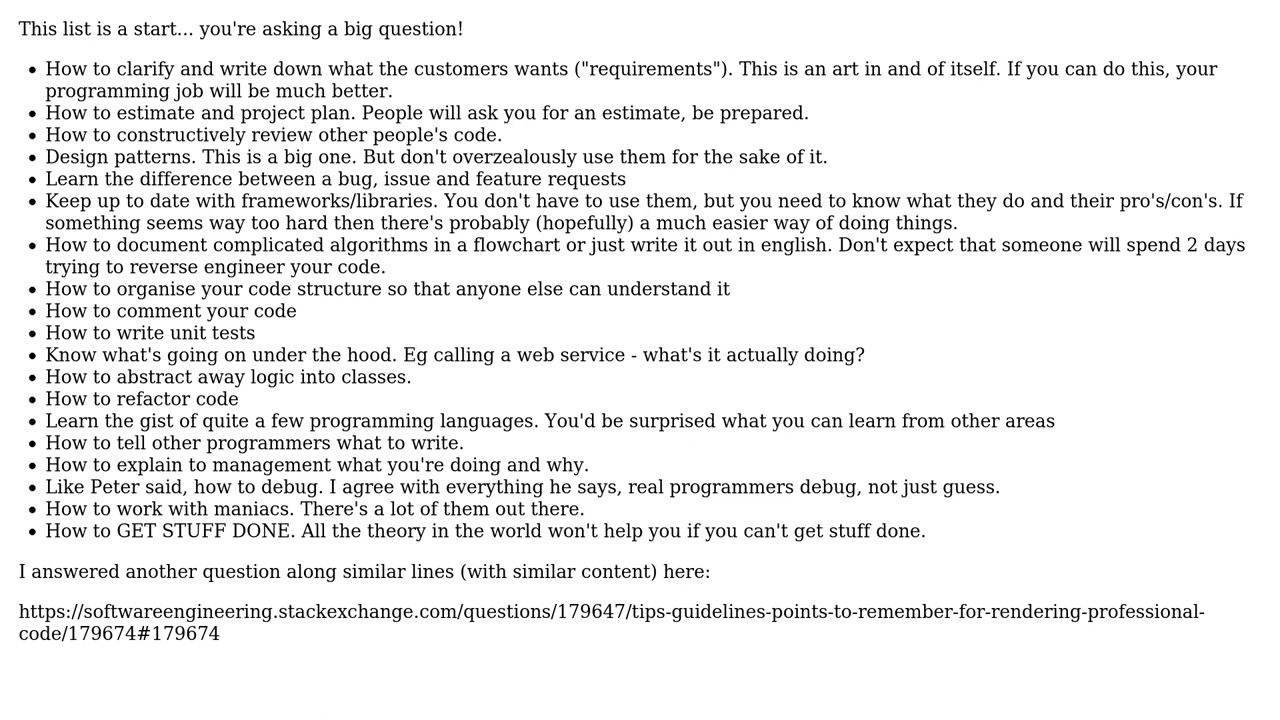 This list is a start... you're asking a big question!
• How to clarify and write down what the customers wants ("requirements"). This is an art in and of itself. If you can do this, your
programming job will be much better.
• How to estimate and project plan. People will ask you for an estimate, be prepared.
• How to constructively review other people's code.
• Design patterns. This is a big one. But don't overzealously use them for the sake of it.
• Learn the difference between a bug, issue and feature requests
• Keep up to date with frameworks/libraries. You don't have to use them, but you need to know what they do and their pro's/con's. If
something seems way too hard then there's probably (hopefully) a much easier way of doing things.
• How to document complicated algorithms in a flowchart or just write it out in english. Don't expect that someone will spend 2 days
trying to reverse engineer your code.
• How to organise your code structure so that anyone else can understand it
• How to comment your code
• How to write unit tests
• Know what's going on under the hood. Eg calling a web service - what's it actually doing?
• How to abstract away logic into classes.
• How to refactor code
• Learn the gist of quite a few programming languages. You'd be surprised what you can learn from other areas
• How to tell other programmers what to write.
• How to explain to management what you're doing and why.
• Like Peter said, how to debug. I agree with everything he says, real programmers debug, not just guess.
• How to work with maniacs. There's a lot of them out there.
• How to GET STUFF DONE. All the theory in the world won't help you if you can't get stuff done.
I answered another question along similar lines (with similar content) here:
https://softwareengineering.stackexchange.com/questions/179647/tips-guidelines-points-to-remember-for-rendering-professional-
code/179674#179674